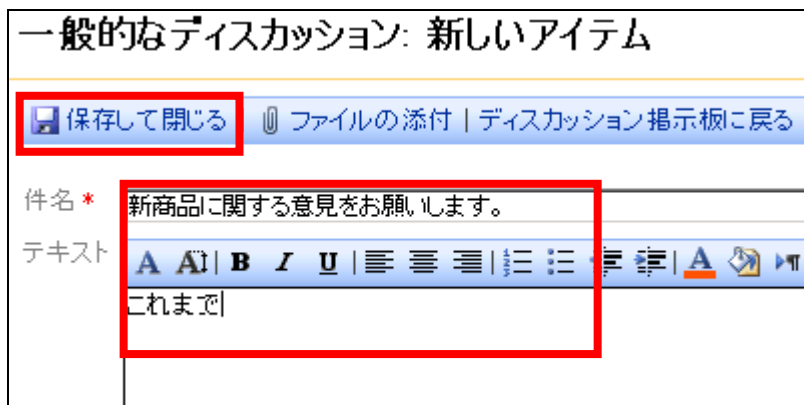 一般的なディスカッション: 新しいアイテム
保存して閉じる | ファイルの添付 | ディスカッション掲示板に戻る
件名 * 新商品に関する意見をお願いします。
テキスト A A B I U A
これまで